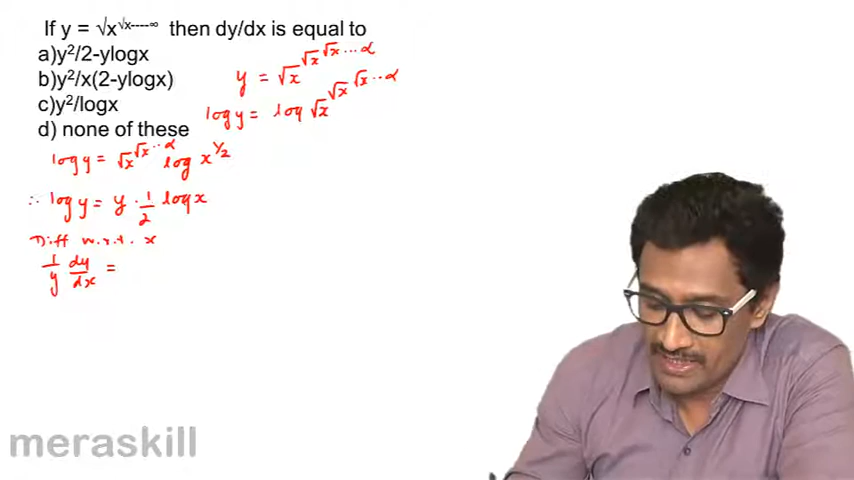 If y = √x^√x----∞ then dy/dx is equal to
a)y²/2-ylogx
b)y²/x(2-ylogx)
c)y²/logx
d) none of these
y = √x^√x^√x...α
log y = log √x^√x^√x...α
log y = √x^√x...α log x^1/2
∴ log y = y · 1/2 log x
Diff w.r.t. x
1/y dy/dx =
meraskill